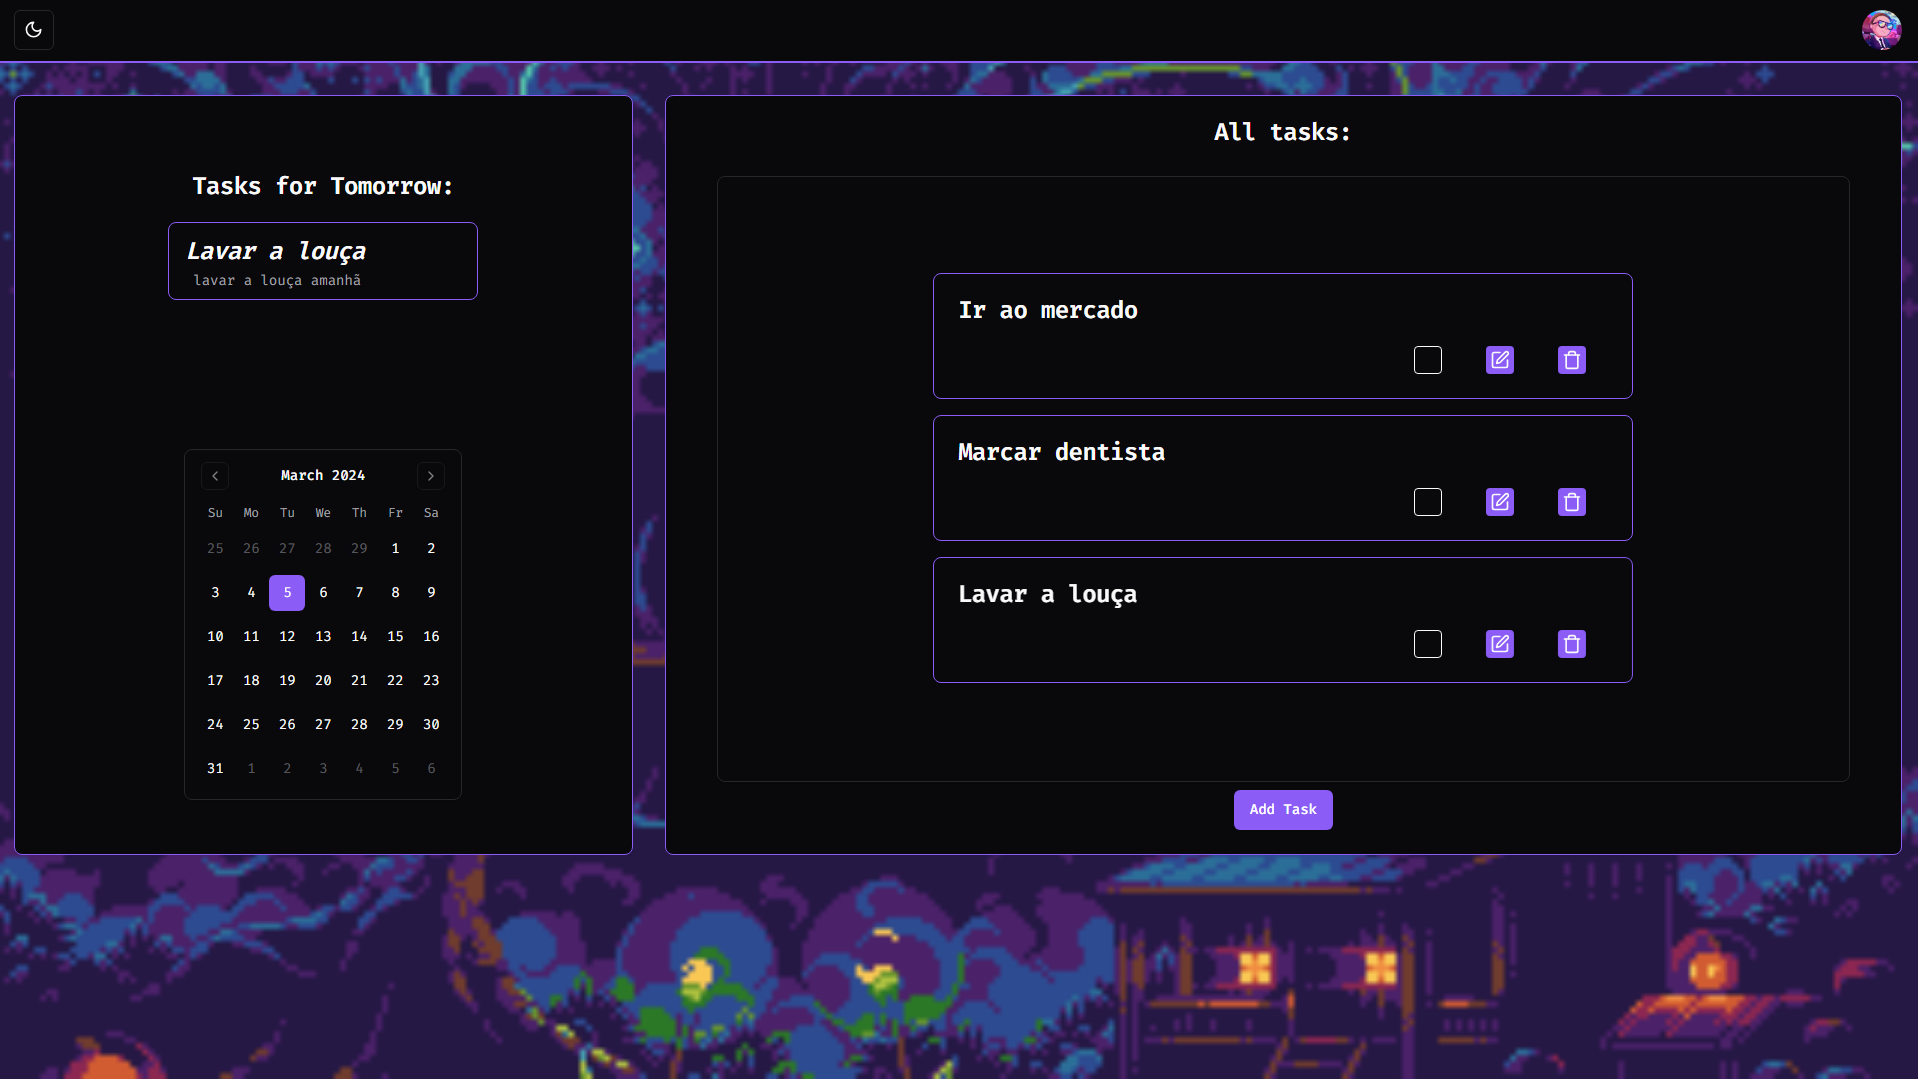 Tasks for Tomorrow:
Lavar a louça
lavar a louça amanhã
March 2024
Su Mo Tu We Th Fr Sa
25 26 27 28 29 1 2
3 4 5 6 7 8 9
10 11 12 13 14 15 16
17 18 19 20 21 22 23
24 25 26 27 28 29 30
31 1 2 3 4 5 6
All tasks:
Ir ao mercado
Marcar dentista
Lavar a louça
Add Task